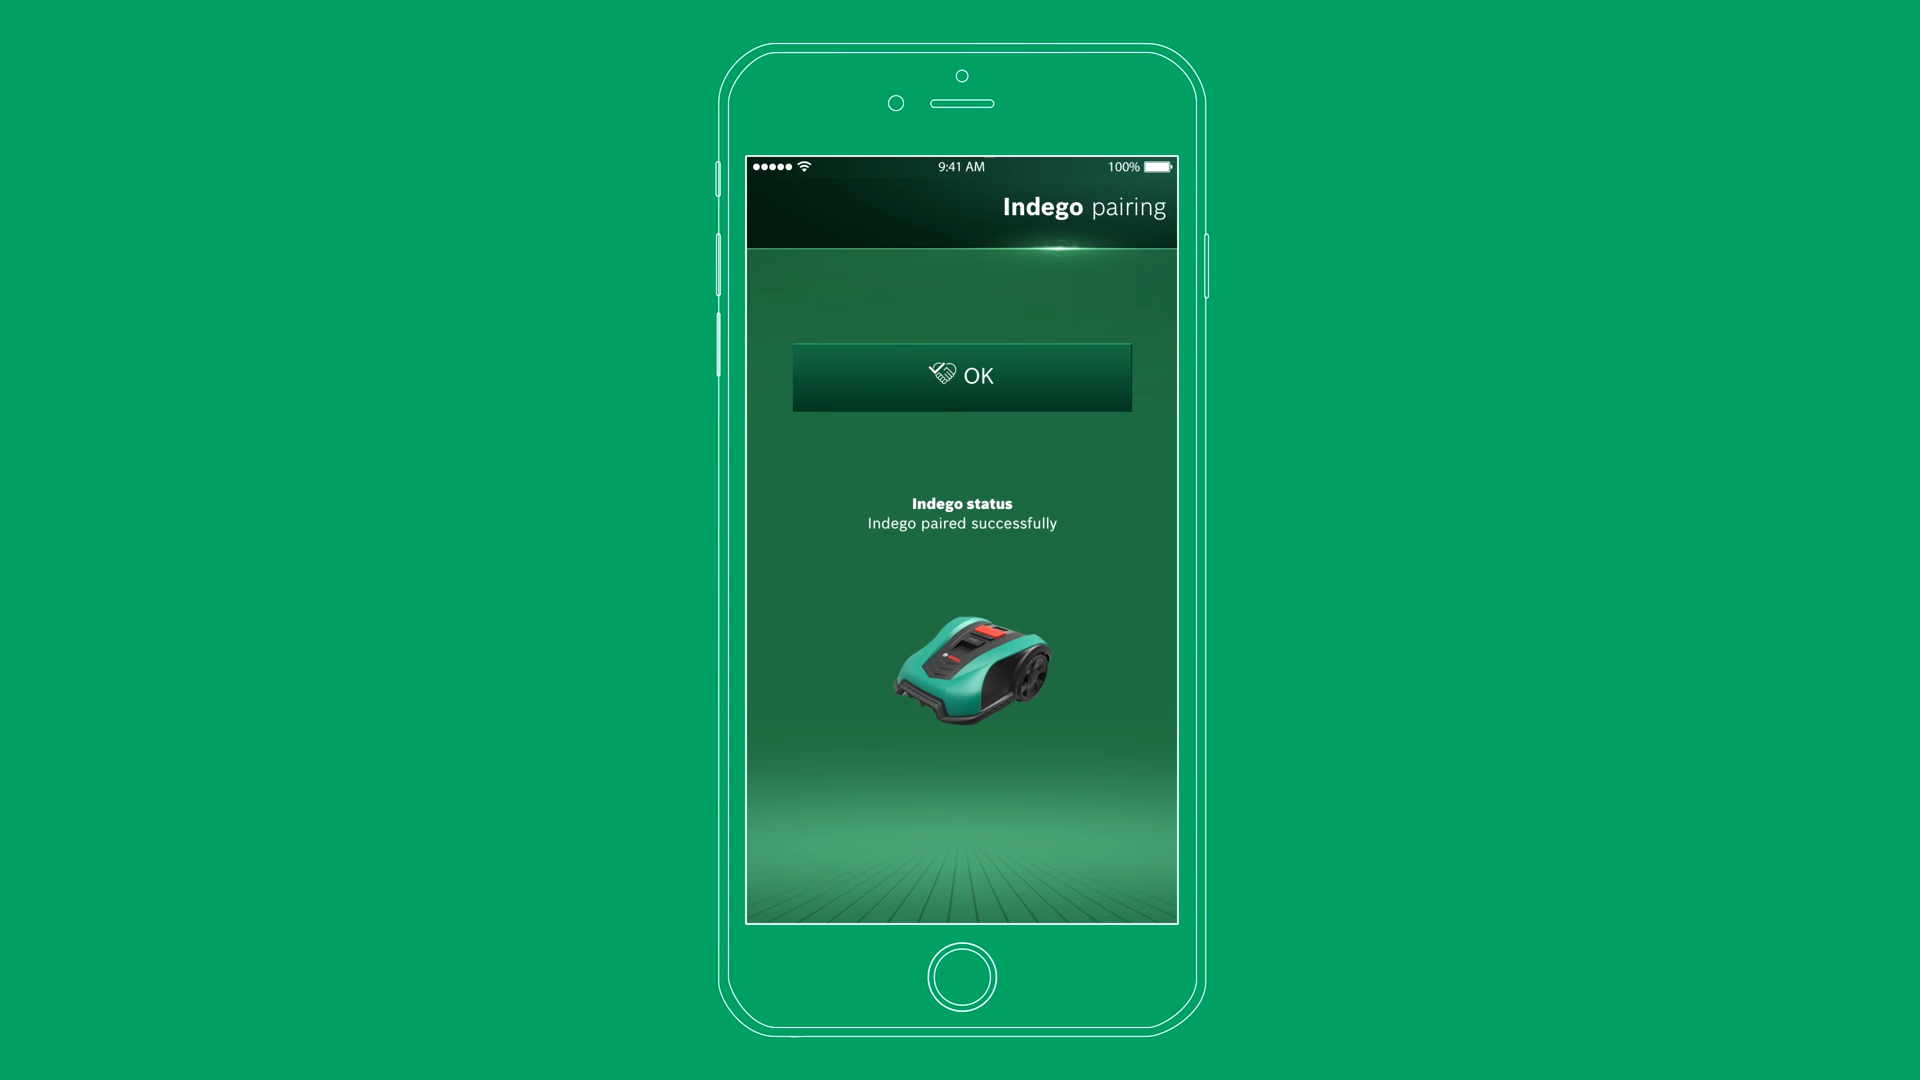 9:41 AM
100%
Indego pairing
OK
Indego status
Indego paired successfully